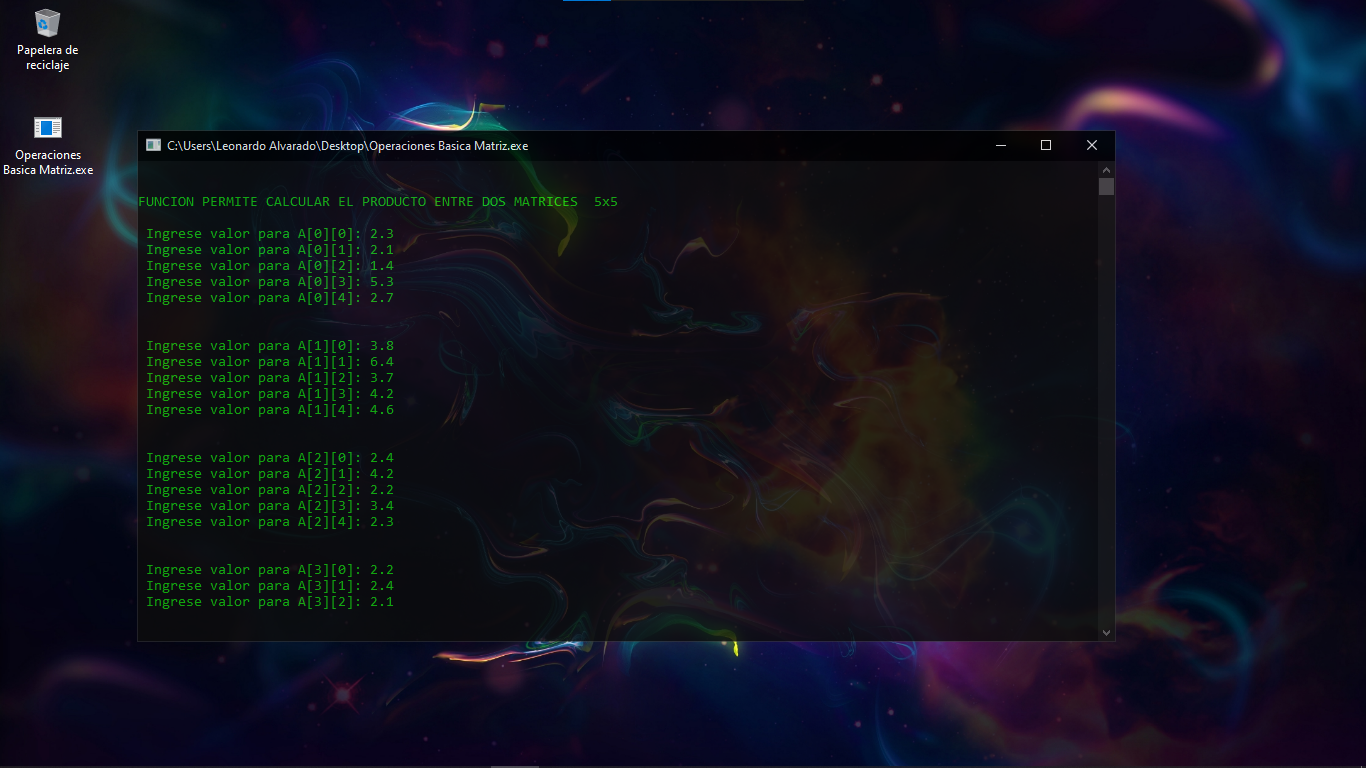 Papelera de
reciclaje
Operaciones
Basica Matriz.exe
C:\Users\Leonardo Alvarado\Desktop\Operaciones Basica Matriz.exe
FUNCION PERMITE CALCULAR EL PRODUCTO ENTRE DOS MATRICES  5x5
Ingrese valor para A[0][0]: 2.3
Ingrese valor para A[0][1]: 2.1
Ingrese valor para A[0][2]: 1.4
Ingrese valor para A[0][3]: 5.3
Ingrese valor para A[0][4]: 2.7
Ingrese valor para A[1][0]: 3.8
Ingrese valor para A[1][1]: 6.4
Ingrese valor para A[1][2]: 3.7
Ingrese valor para A[1][3]: 4.2
Ingrese valor para A[1][4]: 4.6
Ingrese valor para A[2][0]: 2.4
Ingrese valor para A[2][1]: 4.2
Ingrese valor para A[2][2]: 2.2
Ingrese valor para A[2][3]: 3.4
Ingrese valor para A[2][4]: 2.3
Ingrese valor para A[3][0]: 2.2
Ingrese valor para A[3][1]: 2.4
Ingrese valor para A[3][2]: 2.1